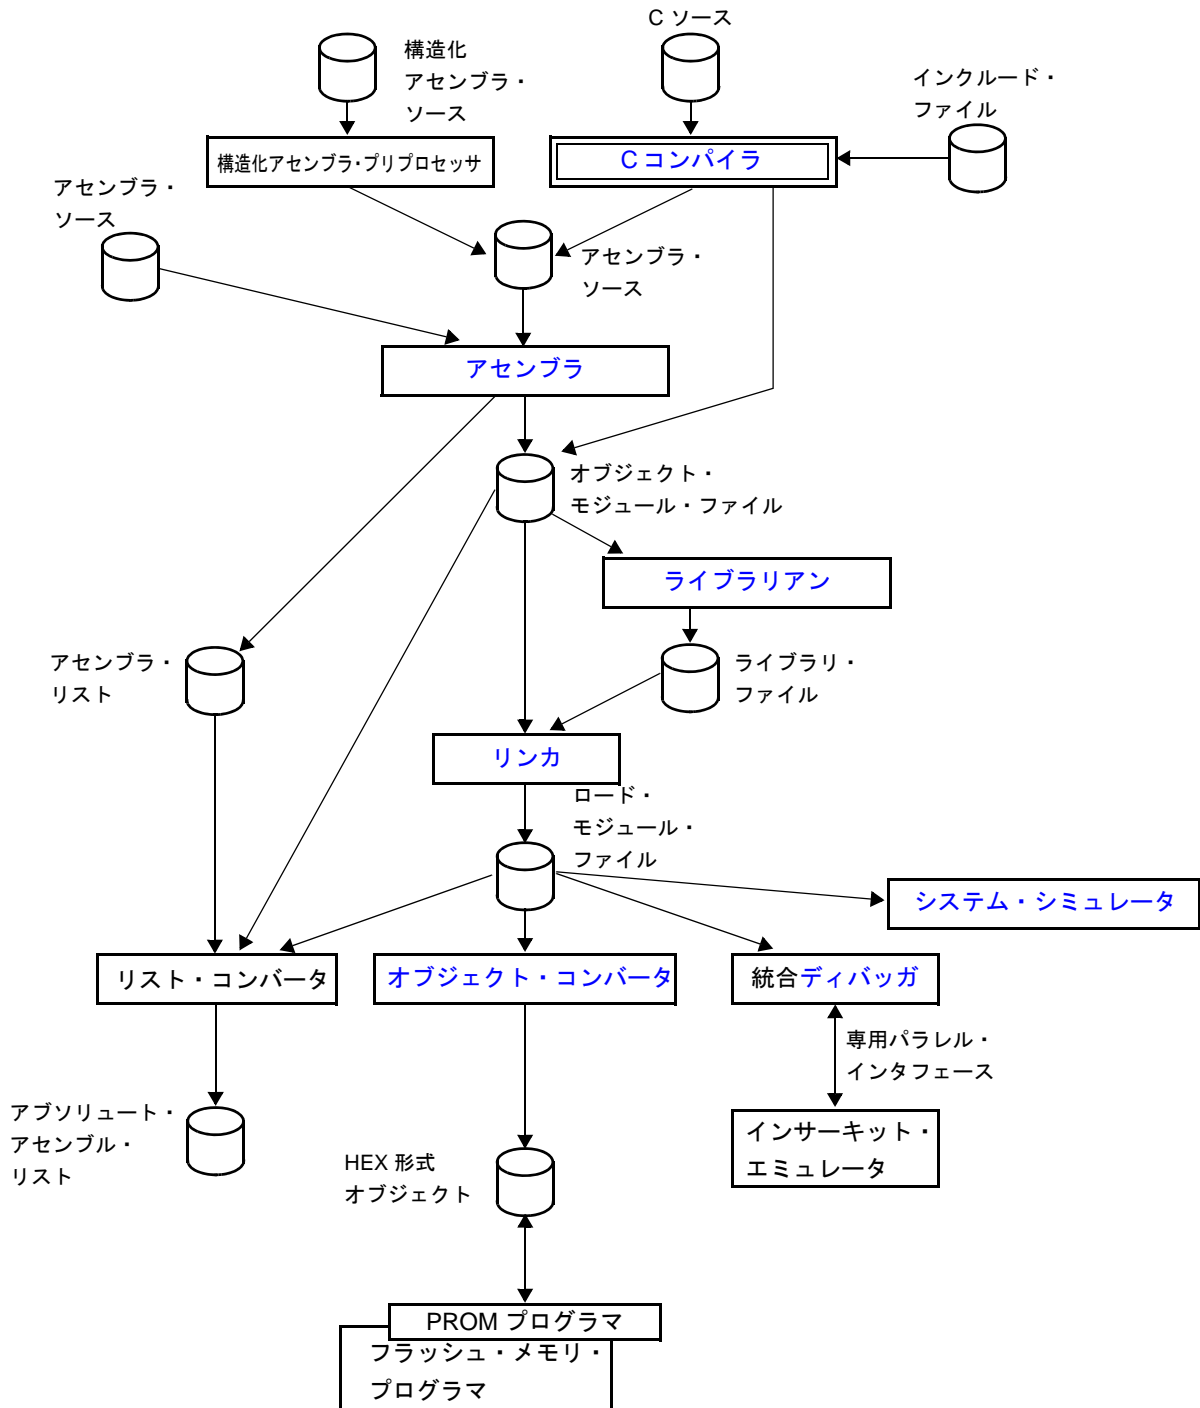 C ソース
構造化
アセンブラ・
ソース
インクルード・
ファイル
構造化アセンブラ・プリプロセッサ
C コンパイラ
アセンブラ・
ソース
アセンブラ・
ソース
アセンブラ
オブジェクト・
モジュール・ファイル
ライブラリアン
アセンブラ・
リスト
ライブラリ・
ファイル
リンカ
ロード・
モジュール・
ファイル
システム・シミュレータ
リスト・コンバータ
オブジェクト・コンバータ
統合ディバッガ
専用パラレル・
インタフェース
アブソリュート・
アセンブル・
リスト
インサーキット・
エミュレータ
HEX 形式
オブジェクト
PROM プログラマ
フラッシュ・メモリ・
プログラマ